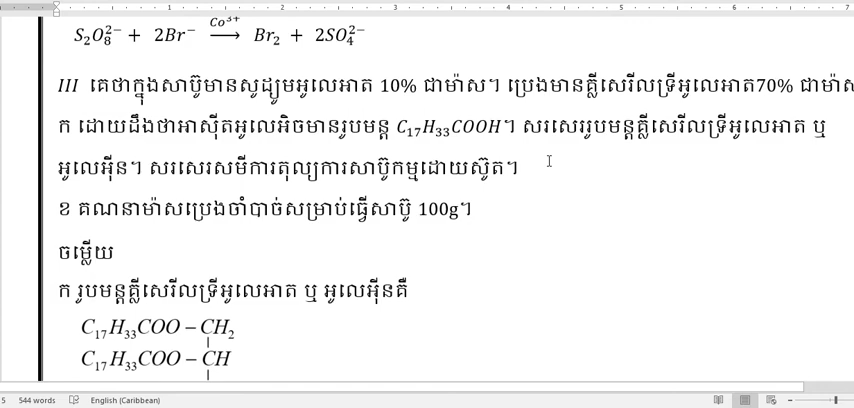 1 2 3 4 5 6 7
Co³⁺
S₂O₈²⁻ + 2Br⁻ ⟶ Br₂ + 2SO₄²⁻
III គេថាក្នុងសាប៊ូមានសូដ្យូមអូលេអាត 10% ជាម៉ាស។ ប្រេងមានគ្លីសេរីលទ្រីអូលេអាត70% ជាម៉ាស
ក ដោយដឹងថាអាស៊ីតអូលេអិចមានរូបមន្ត C₁₇H₃₃COOH។ សរសេររូបមន្តគ្លីសេរីលទ្រីអូលេអាត ឬ
អូលេអ៊ីន។ សរសេរសមីការតុល្យការសាប៊ូកម្មដោយស៊ូត។
ខ គណនាម៉ាសប្រេងចាំបាច់សម្រាប់ធ្វើសាប៊ូ 100g។
ចម្លើយ
ក រូបមន្តគ្លីសេរីលទ្រីអូលេអាត ឬ អូលេអ៊ីនគឺ
C₁₇H₃₃COO – CH₂
C₁₇H₃₃COO – CH
5 544 words English (Caribbean)